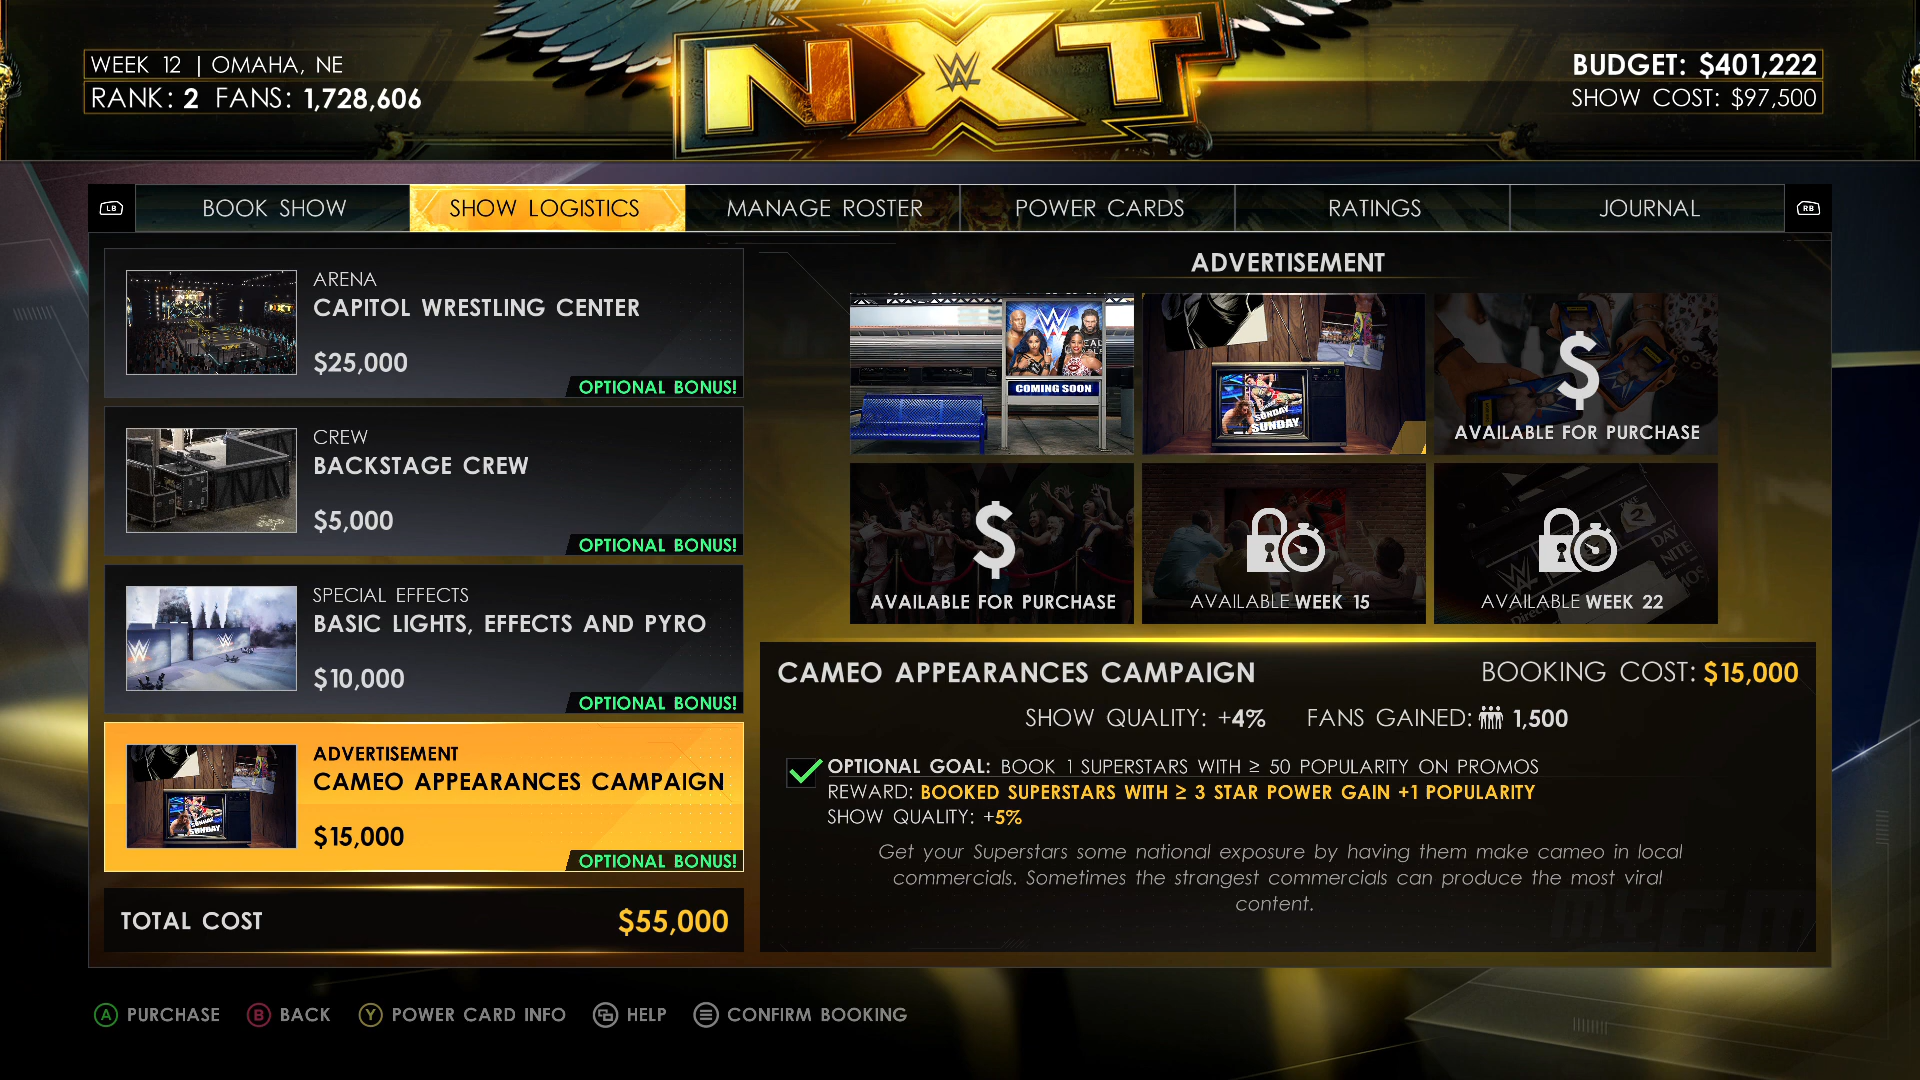 WEEK 12 | OMAHA, NE
RANK: 2 FANS: 1,728,606
NXT
W
BUDGET: $401,222
SHOW COST: $97,500
LB
BOOK SHOW
SHOW LOGISTICS
MANAGE ROSTER
POWER CARDS
RATINGS
JOURNAL
RB
ARENA
CAPITOL WRESTLING CENTER
$25,000
OPTIONAL BONUS!
CREW
BACKSTAGE CREW
$5,000
OPTIONAL BONUS!
SPECIAL EFFECTS
BASIC LIGHTS, EFFECTS AND PYRO
$10,000
OPTIONAL BONUS!
ADVERTISEMENT
CAMEO APPEARANCES CAMPAIGN
$15,000
OPTIONAL BONUS!
TOTAL COST
$55,000
ADVERTISEMENT
COMING SOON
SUNDAY
SUNDAY
$
AVAILABLE FOR PURCHASE
$
AVAILABLE FOR PURCHASE
AVAILABLE WEEK 15
AVAILABLE WEEK 22
CAMEO APPEARANCES CAMPAIGN
BOOKING COST: $15,000
SHOW QUALITY: +4% FANS GAINED: 1,500
OPTIONAL GOAL: BOOK 1 SUPERSTARS WITH ≥ 50 POPULARITY ON PROMOS
REWARD: BOOKED SUPERSTARS WITH ≥ 3 STAR POWER GAIN +1 POPULARITY
SHOW QUALITY: +5%
Get your Superstars some national exposure by having them make cameo in local
commercials. Sometimes the strangest commercials can produce the most viral
content.
MYGM
A PURCHASE
B BACK
Y POWER CARD INFO
HELP
CONFIRM BOOKING